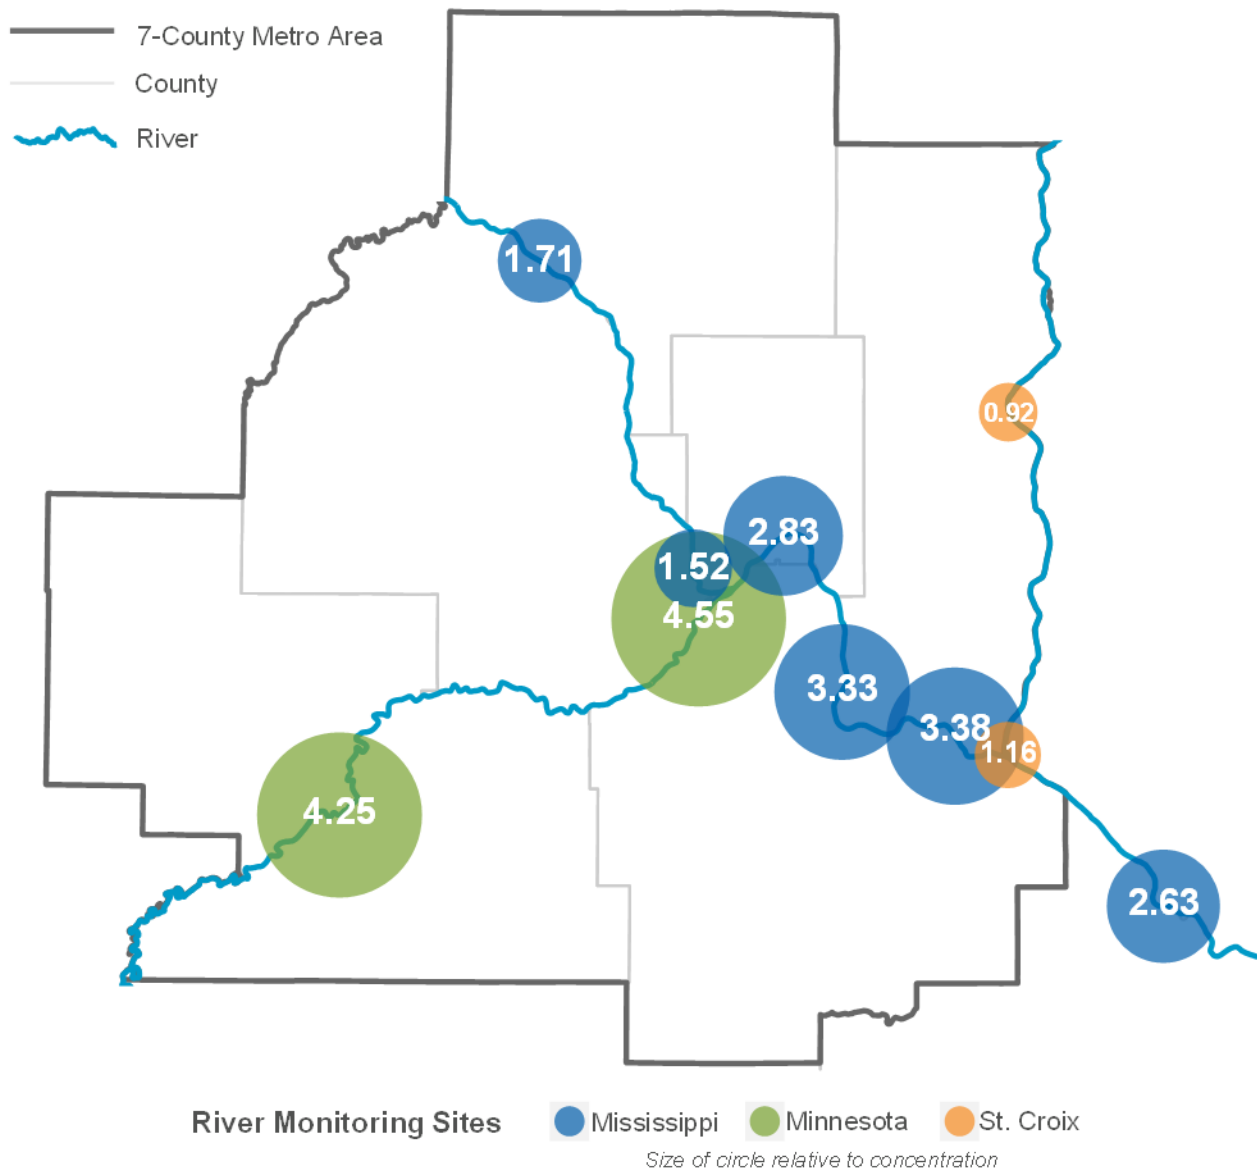 7-County Metro Area
County
River
1.71
0.92
2.83
1.52
4.55
3.33
3.38
1.16
4.25
2.63
River Monitoring Sites
Mississippi
Minnesota
St. Croix
Size of circle relative to concentration